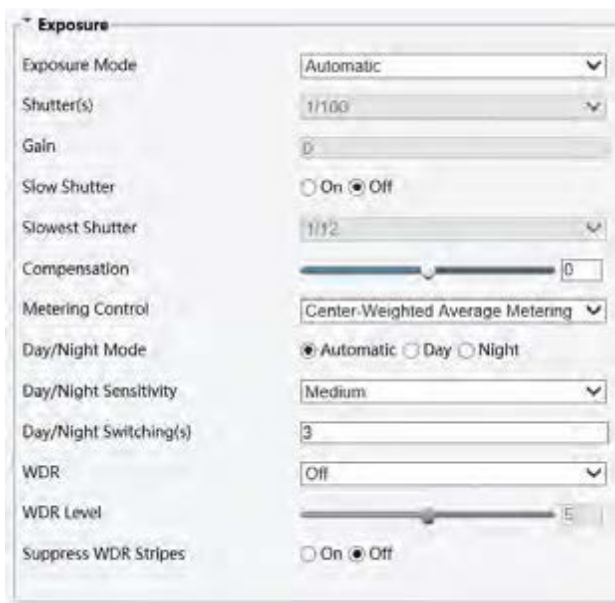 Exposure
Exposure Mode Automatic
Shutter(s) 1/100
Gain 0
Slow Shutter On Off
Slowest Shutter 1/12
Compensation 0
Metering Control Center-Weighted Average Metering
Day/Night Mode Automatic Day Night
Day/Night Sensitivity Medium
Day/Night Switching(s) 3
WDR Off
WDR Level 5
Suppress WDR Stripes On Off